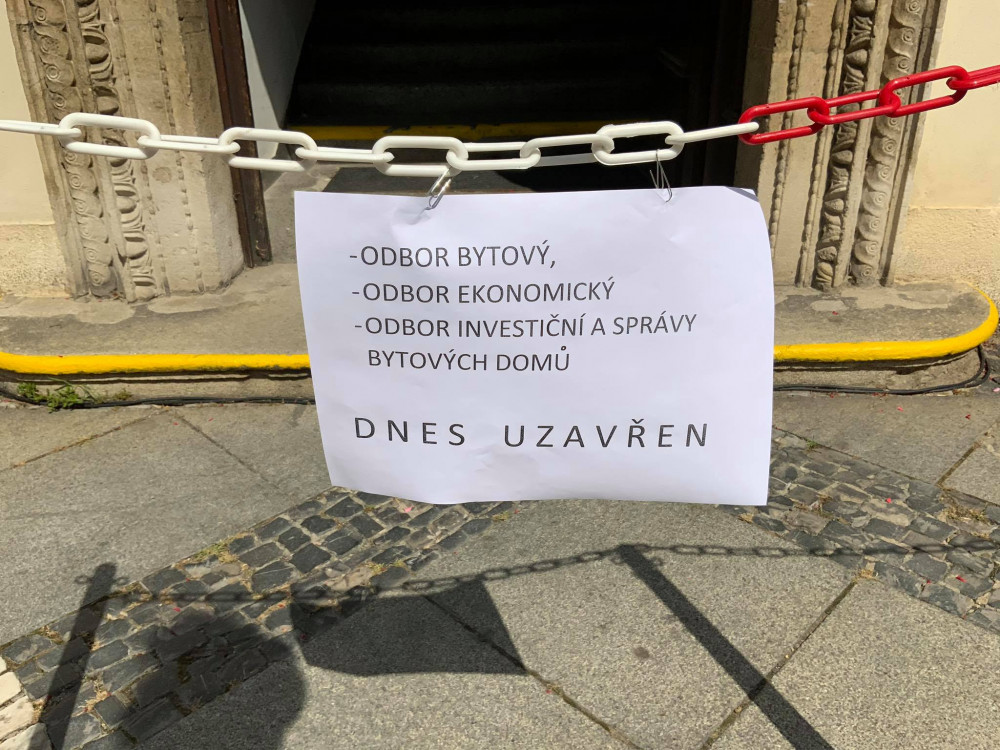 -ODBOR BYTOVÝ,
-ODBOR EKONOMICKÝ
-ODBOR INVESTIČNÍ A SPRÁVY
BYTOVÝCH DOMŮ
DNES UZAVŘEN